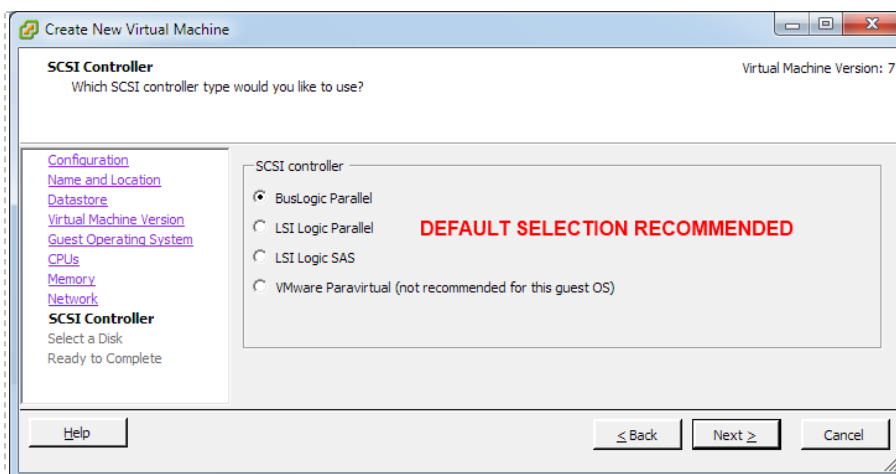 Create New Virtual Machine
SCSI Controller
Which SCSI controller type would you like to use?
Virtual Machine Version: 7
Configuration
Name and Location
Datastore
Virtual Machine Version
Guest Operating System
CPUs
Memory
Network
SCSI Controller
Select a Disk
Ready to Complete
SCSI controller
BusLogic Parallel
LSI Logic Parallel
DEFAULT SELECTION RECOMMENDED
LSI Logic SAS
VMware Paravirtual (not recommended for this guest OS)
Help
< Back
Next >
Cancel